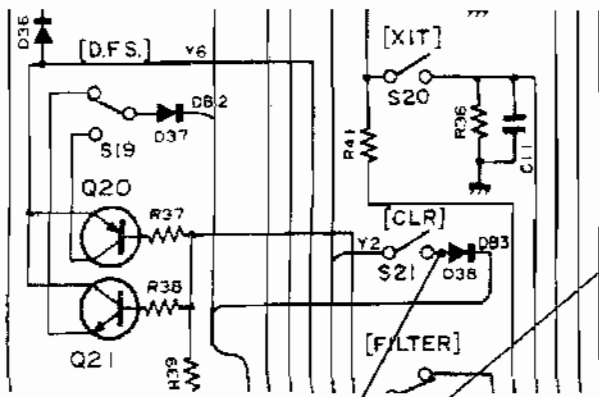 D36
[D.F.S.]
Y6
[XIT]
DB2
D37
S19
S20
R41
R36
C11
Q20
R37
[CLR]
Y2
DB3
S21
D38
R38
Q21
R39
[FILTER]